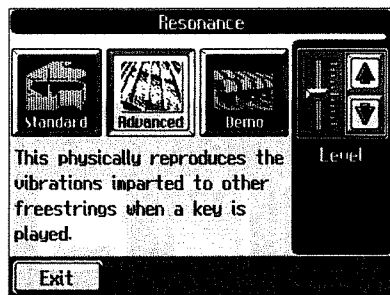 Resonance
Standard Advanced Demo
Level
This physically reproduces the
vibrations imparted to other
freestrings when a key is
played.
Exit